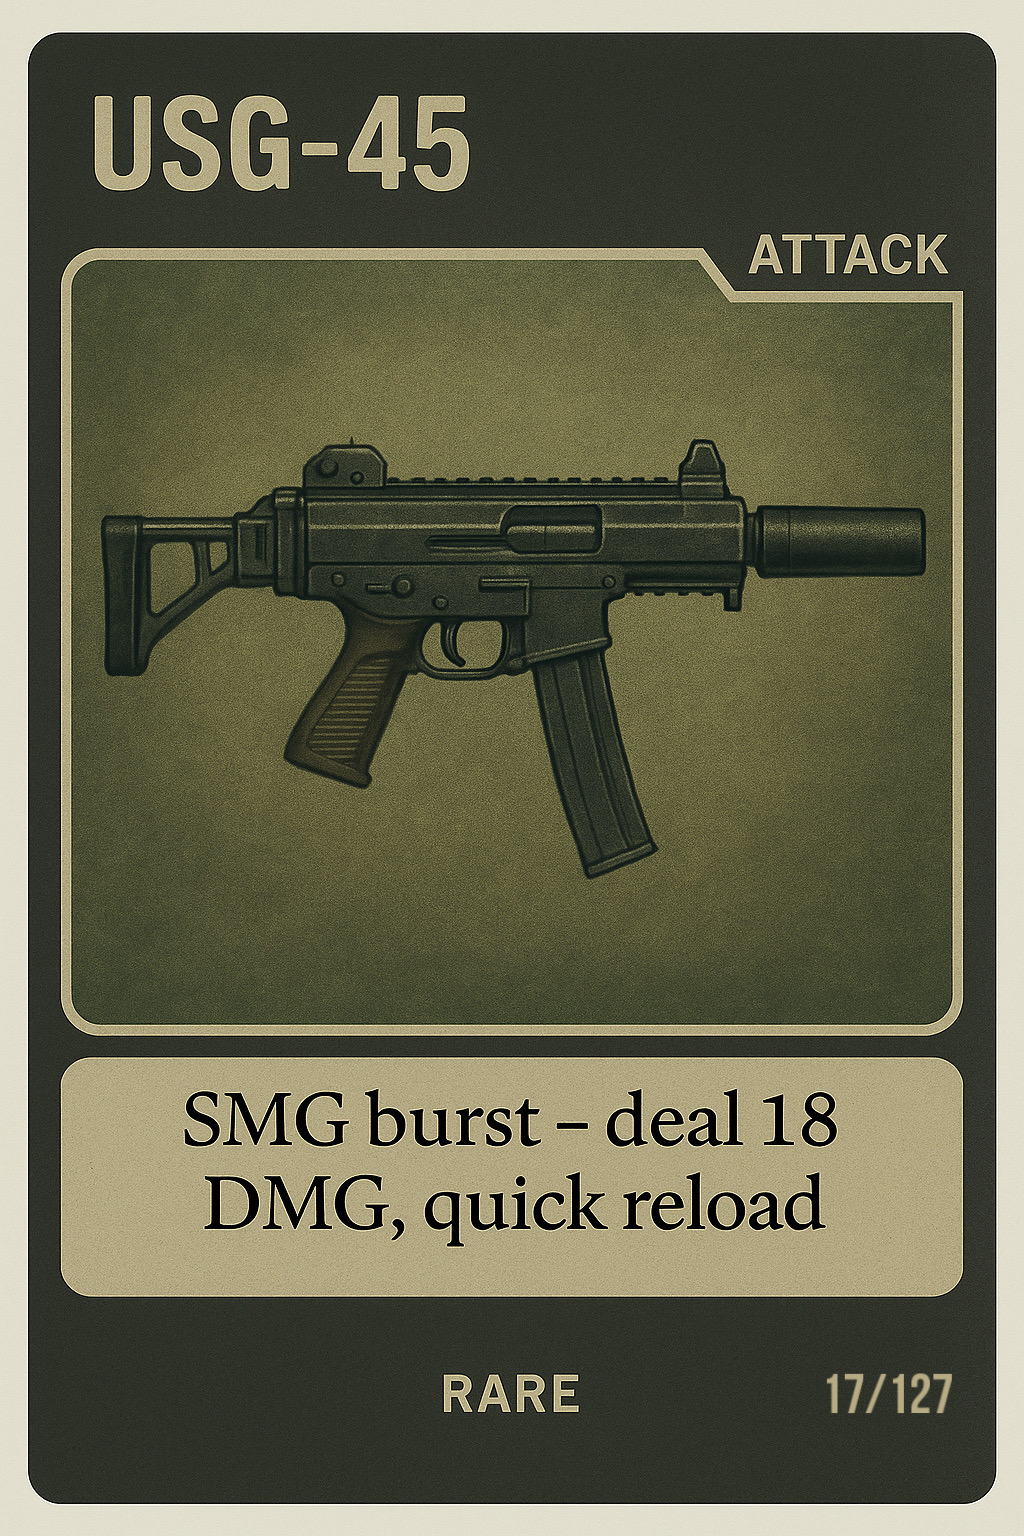 USG-45
ATTACK
SMG burst – deal 18
DMG, quick reload
RARE
17/127